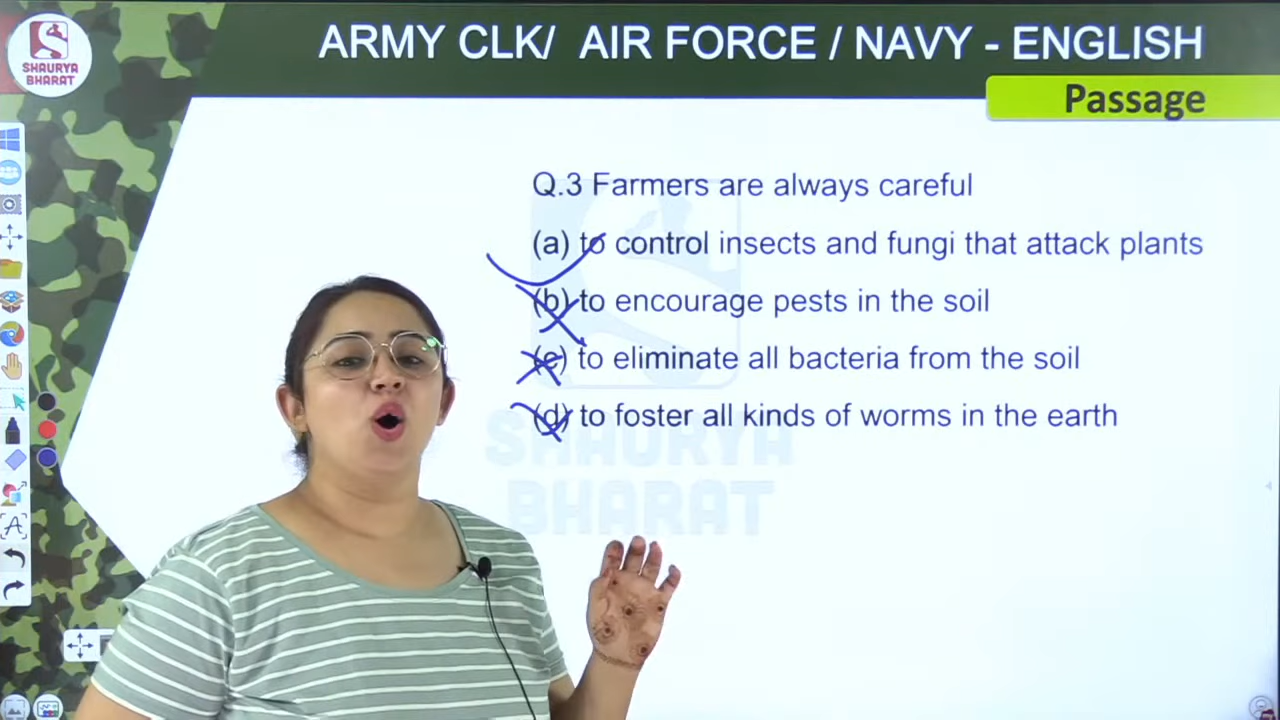 SHAURYA
BHARAT
ARMY CLK/ AIR FORCE / NAVY - ENGLISH
Passage
Q.3 Farmers are always careful
(a) to control insects and fungi that attack plants
(b) to encourage pests in the soil
(c) to eliminate all bacteria from the soil
(d) to foster all kinds of worms in the earth
SHAURYA
BHARAT